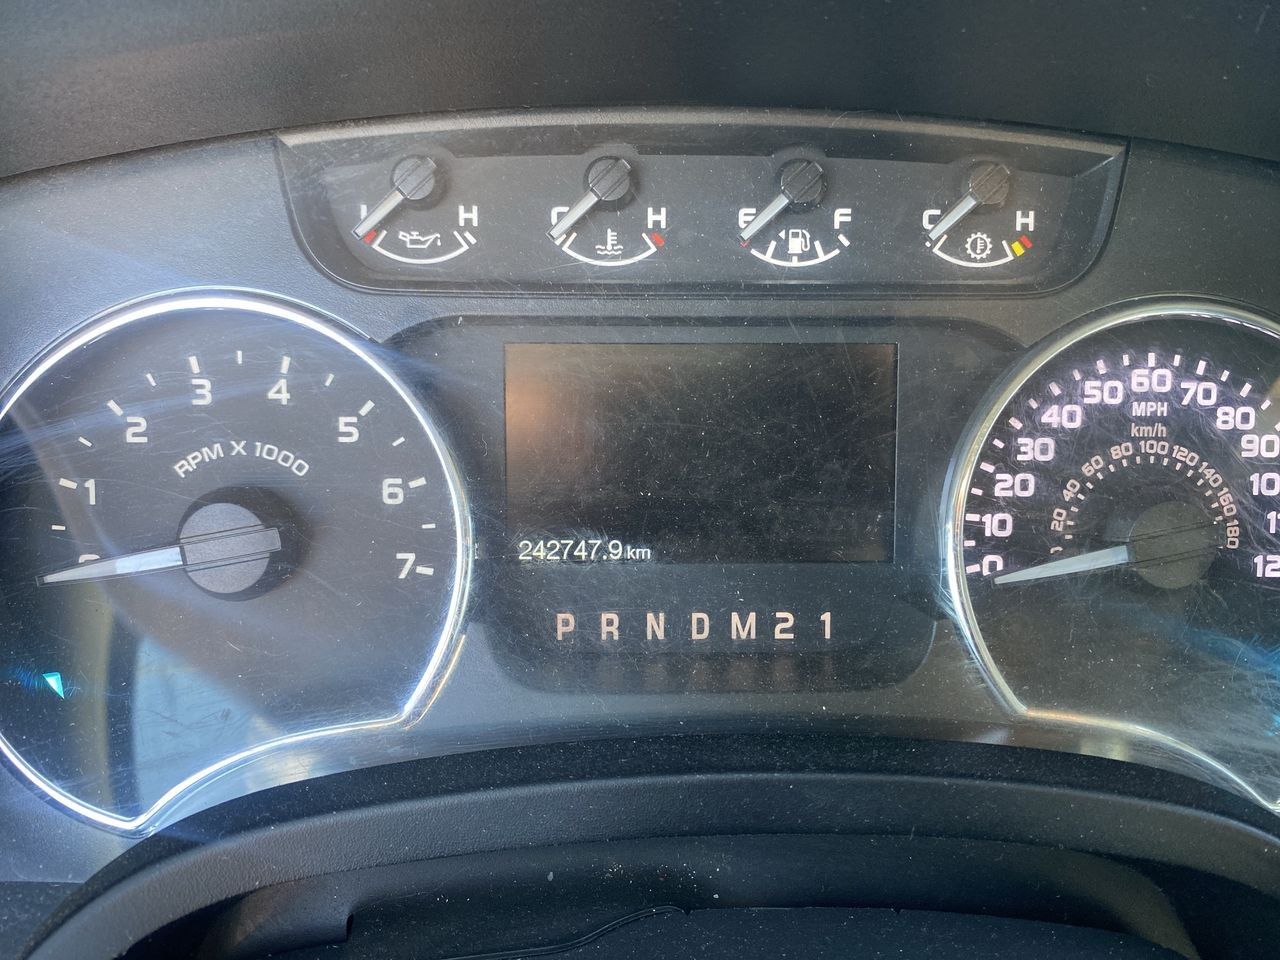 L H C H E F C H
1 2 3 4 5 6 7
RPM X 1000
0 10 20 30 40 50 60 70 80 90
MPH
km/h
20 40 60 80 100 120 140 160 180
242747.9 km
P R N D M 2 1